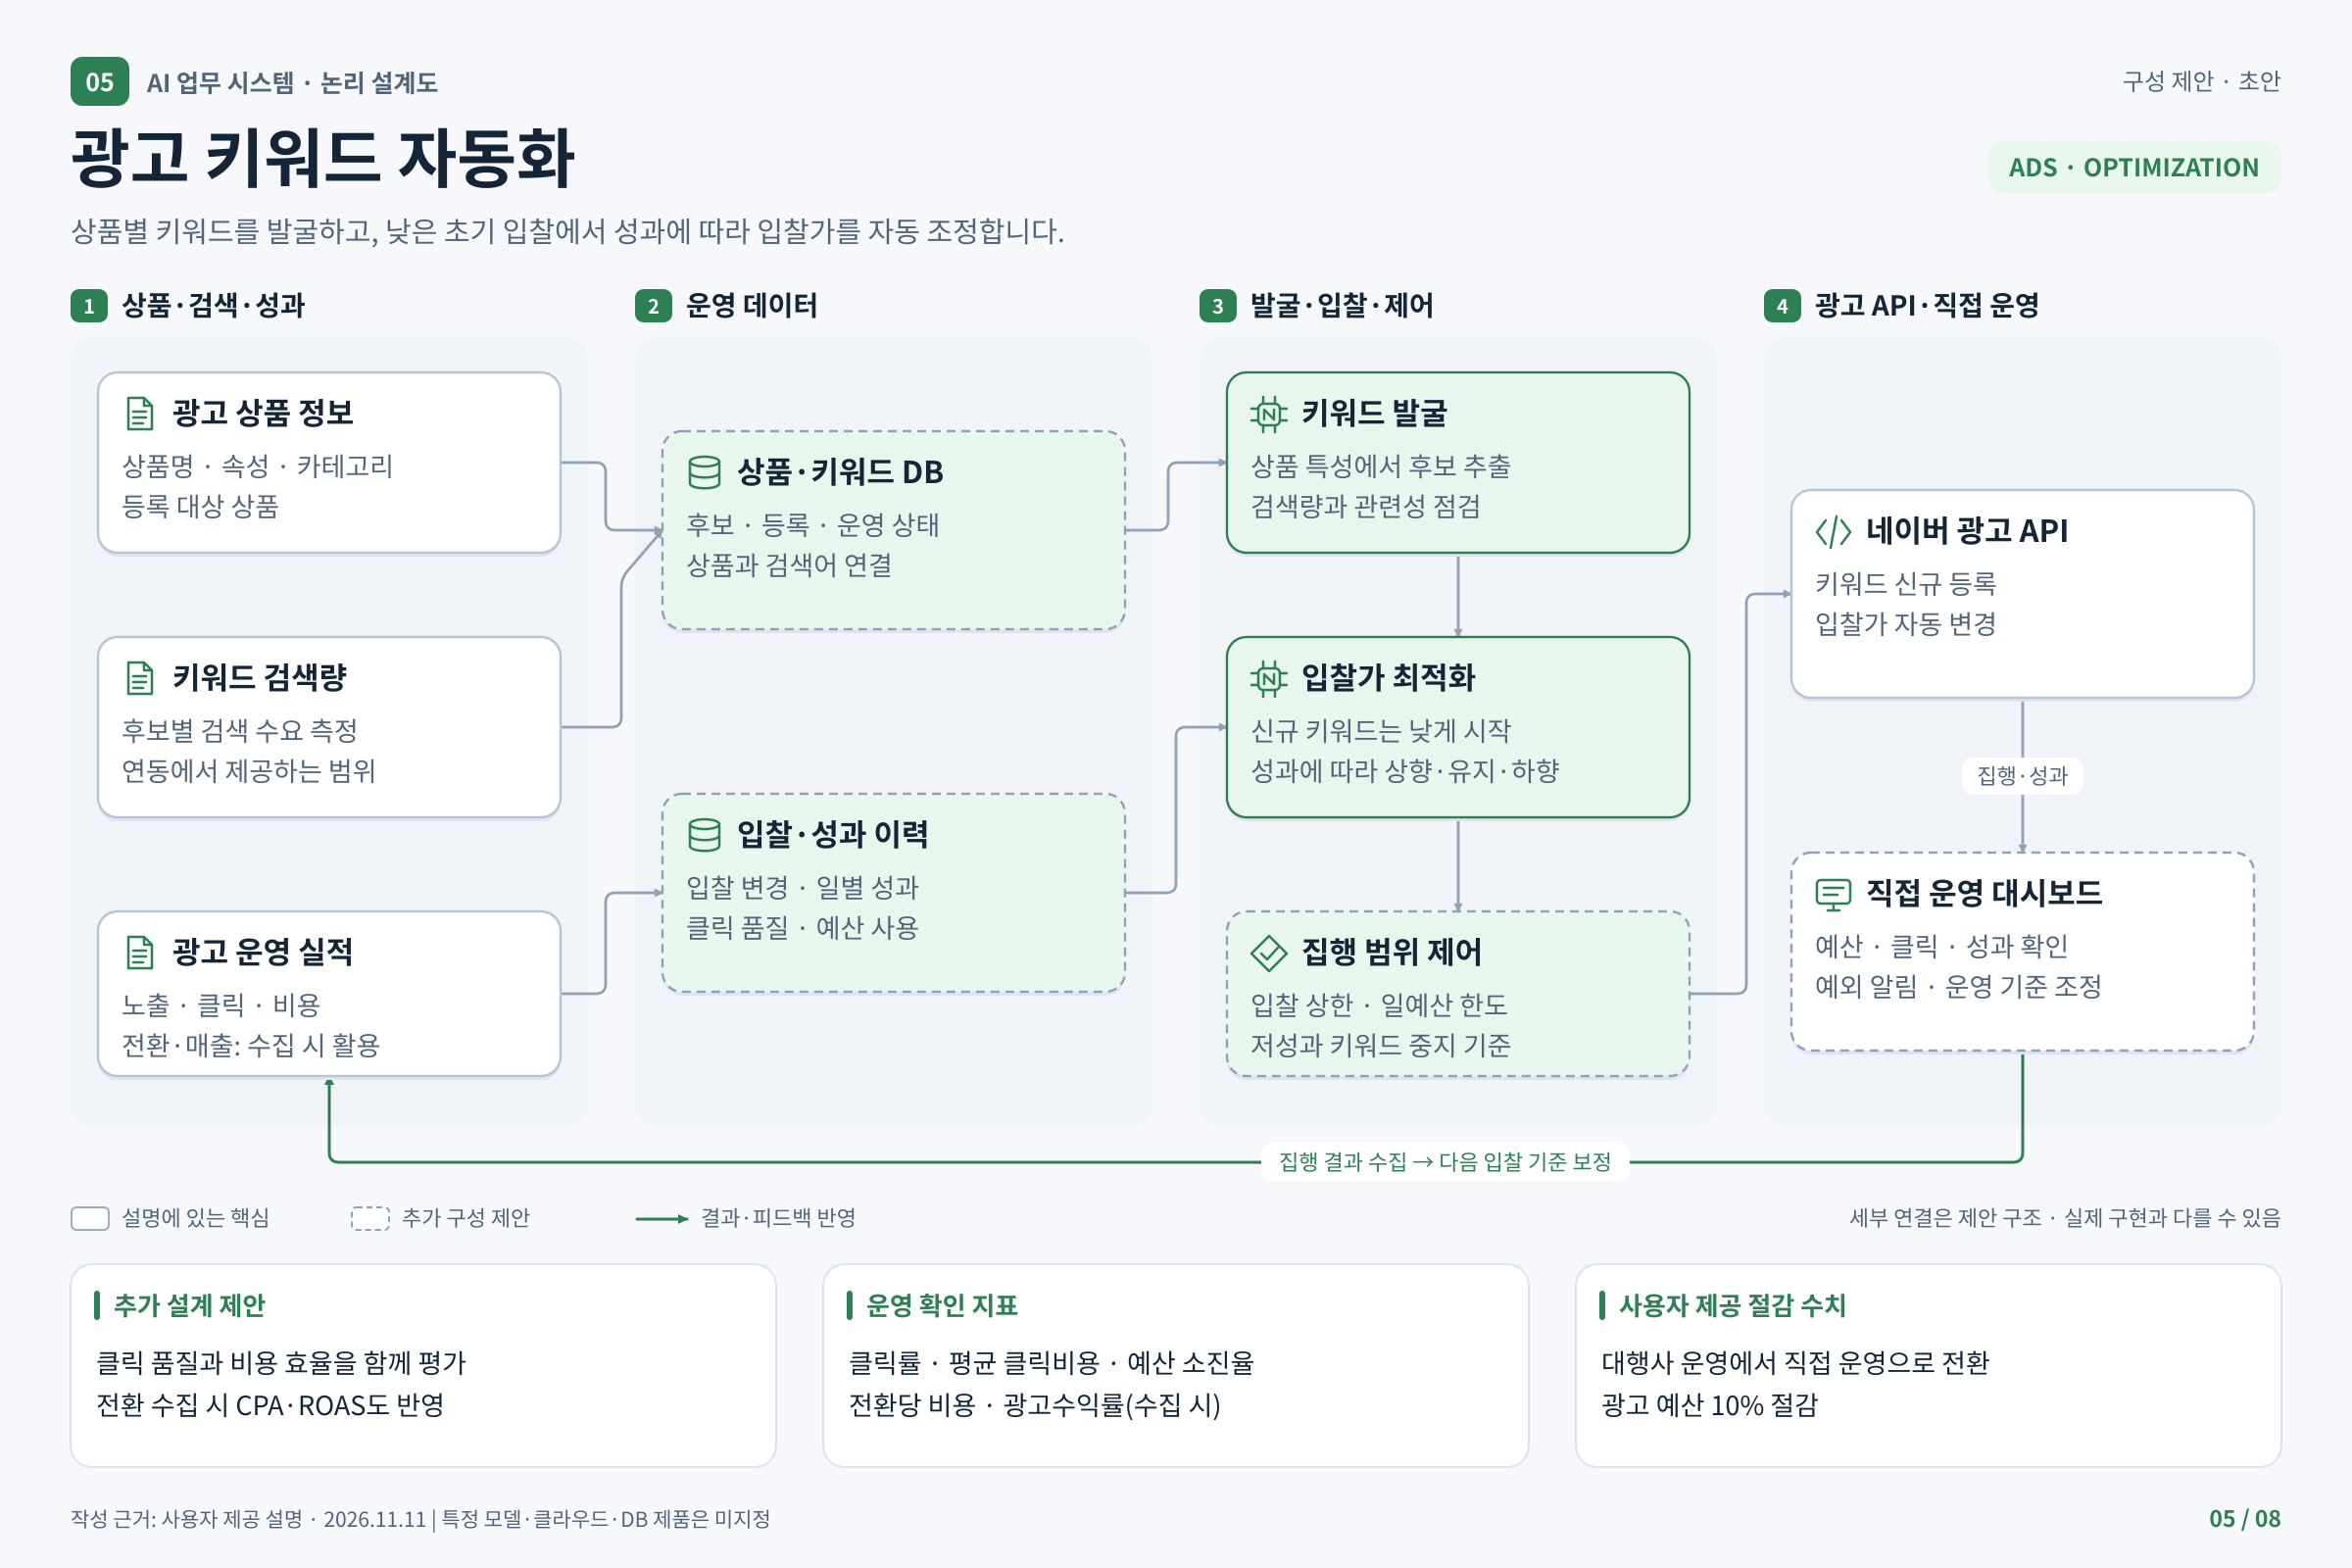 05 AI 업무 시스템 · 논리 설계도
구성 제안 · 초안
광고 키워드 자동화
ADS · OPTIMIZATION
상품별 키워드를 발굴하고, 낮은 초기 입찰에서 성과에 따라 입찰가를 자동 조정합니다.
1 상품·검색·성과
광고 상품 정보
상품명 · 속성 · 카테고리
등록 대상 상품
키워드 검색량
후보별 검색 수요 측정
연동에서 제공하는 범위
광고 운영 실적
노출 · 클릭 · 비용
전환·매출: 수집 시 활용
2 운영 데이터
상품·키워드 DB
후보 · 등록 · 운영 상태
상품과 검색어 연결
입찰·성과 이력
입찰 변경 · 일별 성과
클릭 품질 · 예산 사용
3 발굴·입찰·제어
N 키워드 발굴
상품 특성에서 후보 추출
검색량과 관련성 점검
N 입찰가 최적화
신규 키워드는 낮게 시작
성과에 따라 상향·유지·하향
집행 범위 제어
입찰 상한 · 일예산 한도
저성과 키워드 중지 기준
4 광고 API·직접 운영
네이버 광고 API
키워드 신규 등록
입찰가 자동 변경
집행·성과
직접 운영 대시보드
예산 · 클릭 · 성과 확인
예외 알림 · 운영 기준 조정
집행 결과 수집 → 다음 입찰 기준 보정
설명에 있는 핵심
추가 구성 제안
결과·피드백 반영
세부 연결은 제안 구조 · 실제 구현과 다를 수 있음
추가 설계 제안
클릭 품질과 비용 효율을 함께 평가
전환 수집 시 CPA·ROAS도 반영
운영 확인 지표
클릭률 · 평균 클릭비용 · 예산 소진율
전환당 비용 · 광고수익률(수집 시)
사용자 제공 절감 수치
대행사 운영에서 직접 운영으로 전환
광고 예산 10% 절감
작성 근거: 사용자 제공 설명 · 2026.11.11 | 특정 모델·클라우드·DB 제품은 미지정
05 / 08